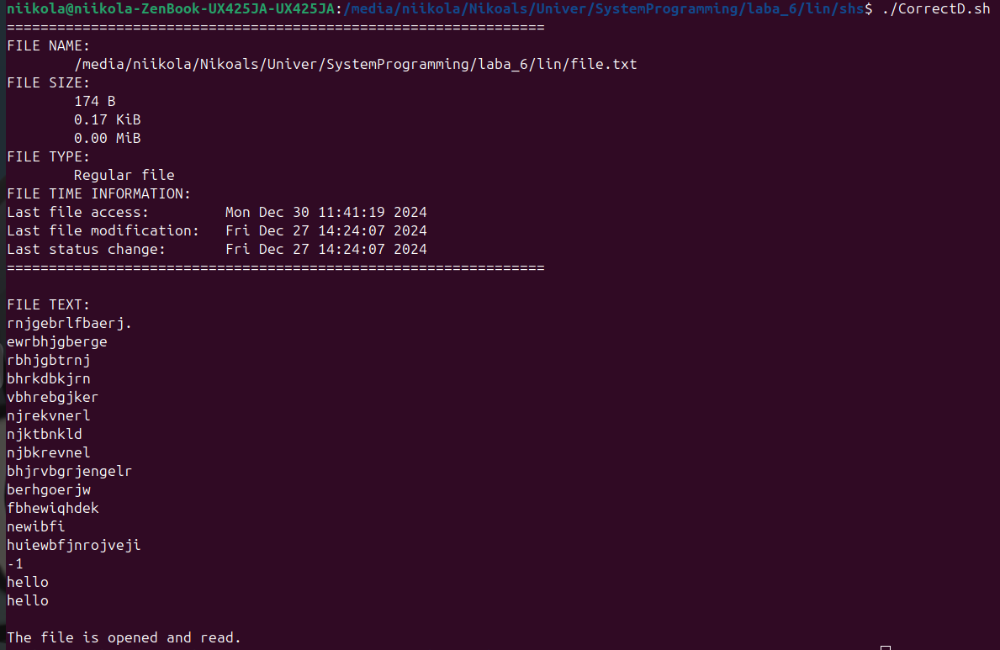 niikola@niikola-ZenBook-UX425JA-UX425JA:/media/niikola/Nikoals/Univer/SystemProgramming/laba_6/lin/shs$ ./CorrectD.sh
================================================================
FILE NAME:
        /media/niikola/Nikoals/Univer/SystemProgramming/laba_6/lin/file.txt
FILE SIZE:
        174 B
        0.17 KiB
        0.00 MiB
FILE TYPE:
        Regular file
FILE TIME INFORMATION:
Last file access:         Mon Dec 30 11:41:19 2024
Last file modification:   Fri Dec 27 14:24:07 2024
Last status change:       Fri Dec 27 14:24:07 2024
================================================================
FILE TEXT:
rnjgebrlfbaerj.
ewrbhjgberge
rbhjgbtrnj
bhrkdbkjrn
vbhrebgjker
njrekvnerl
njktbnkld
njbkrevnel
bhjrvbgrjengelr
berhgoerjw
fbhewiqhdek
newibfi
huiewbfjnrojveji
-1
hello
hello
The file is opened and read.